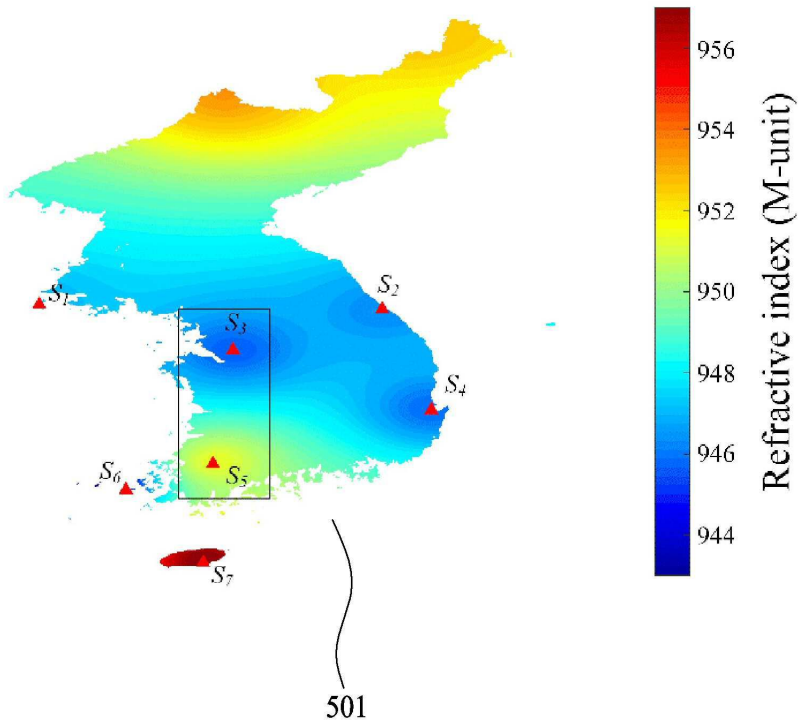 956
954
952
950
948
946
944
Refractive index (M-unit)
S1
S2
S3
S4
S5
S6
S7
501